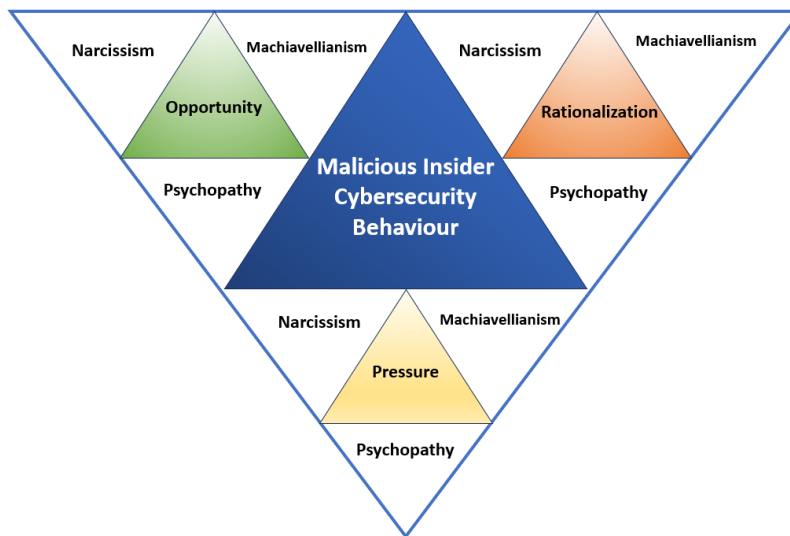 Narcissism
Machiavellianism
Opportunity
Psychopathy
Narcissism
Machiavellianism
Rationalization
Psychopathy
Malicious Insider
Cybersecurity
Behaviour
Narcissism
Machiavellianism
Pressure
Psychopathy